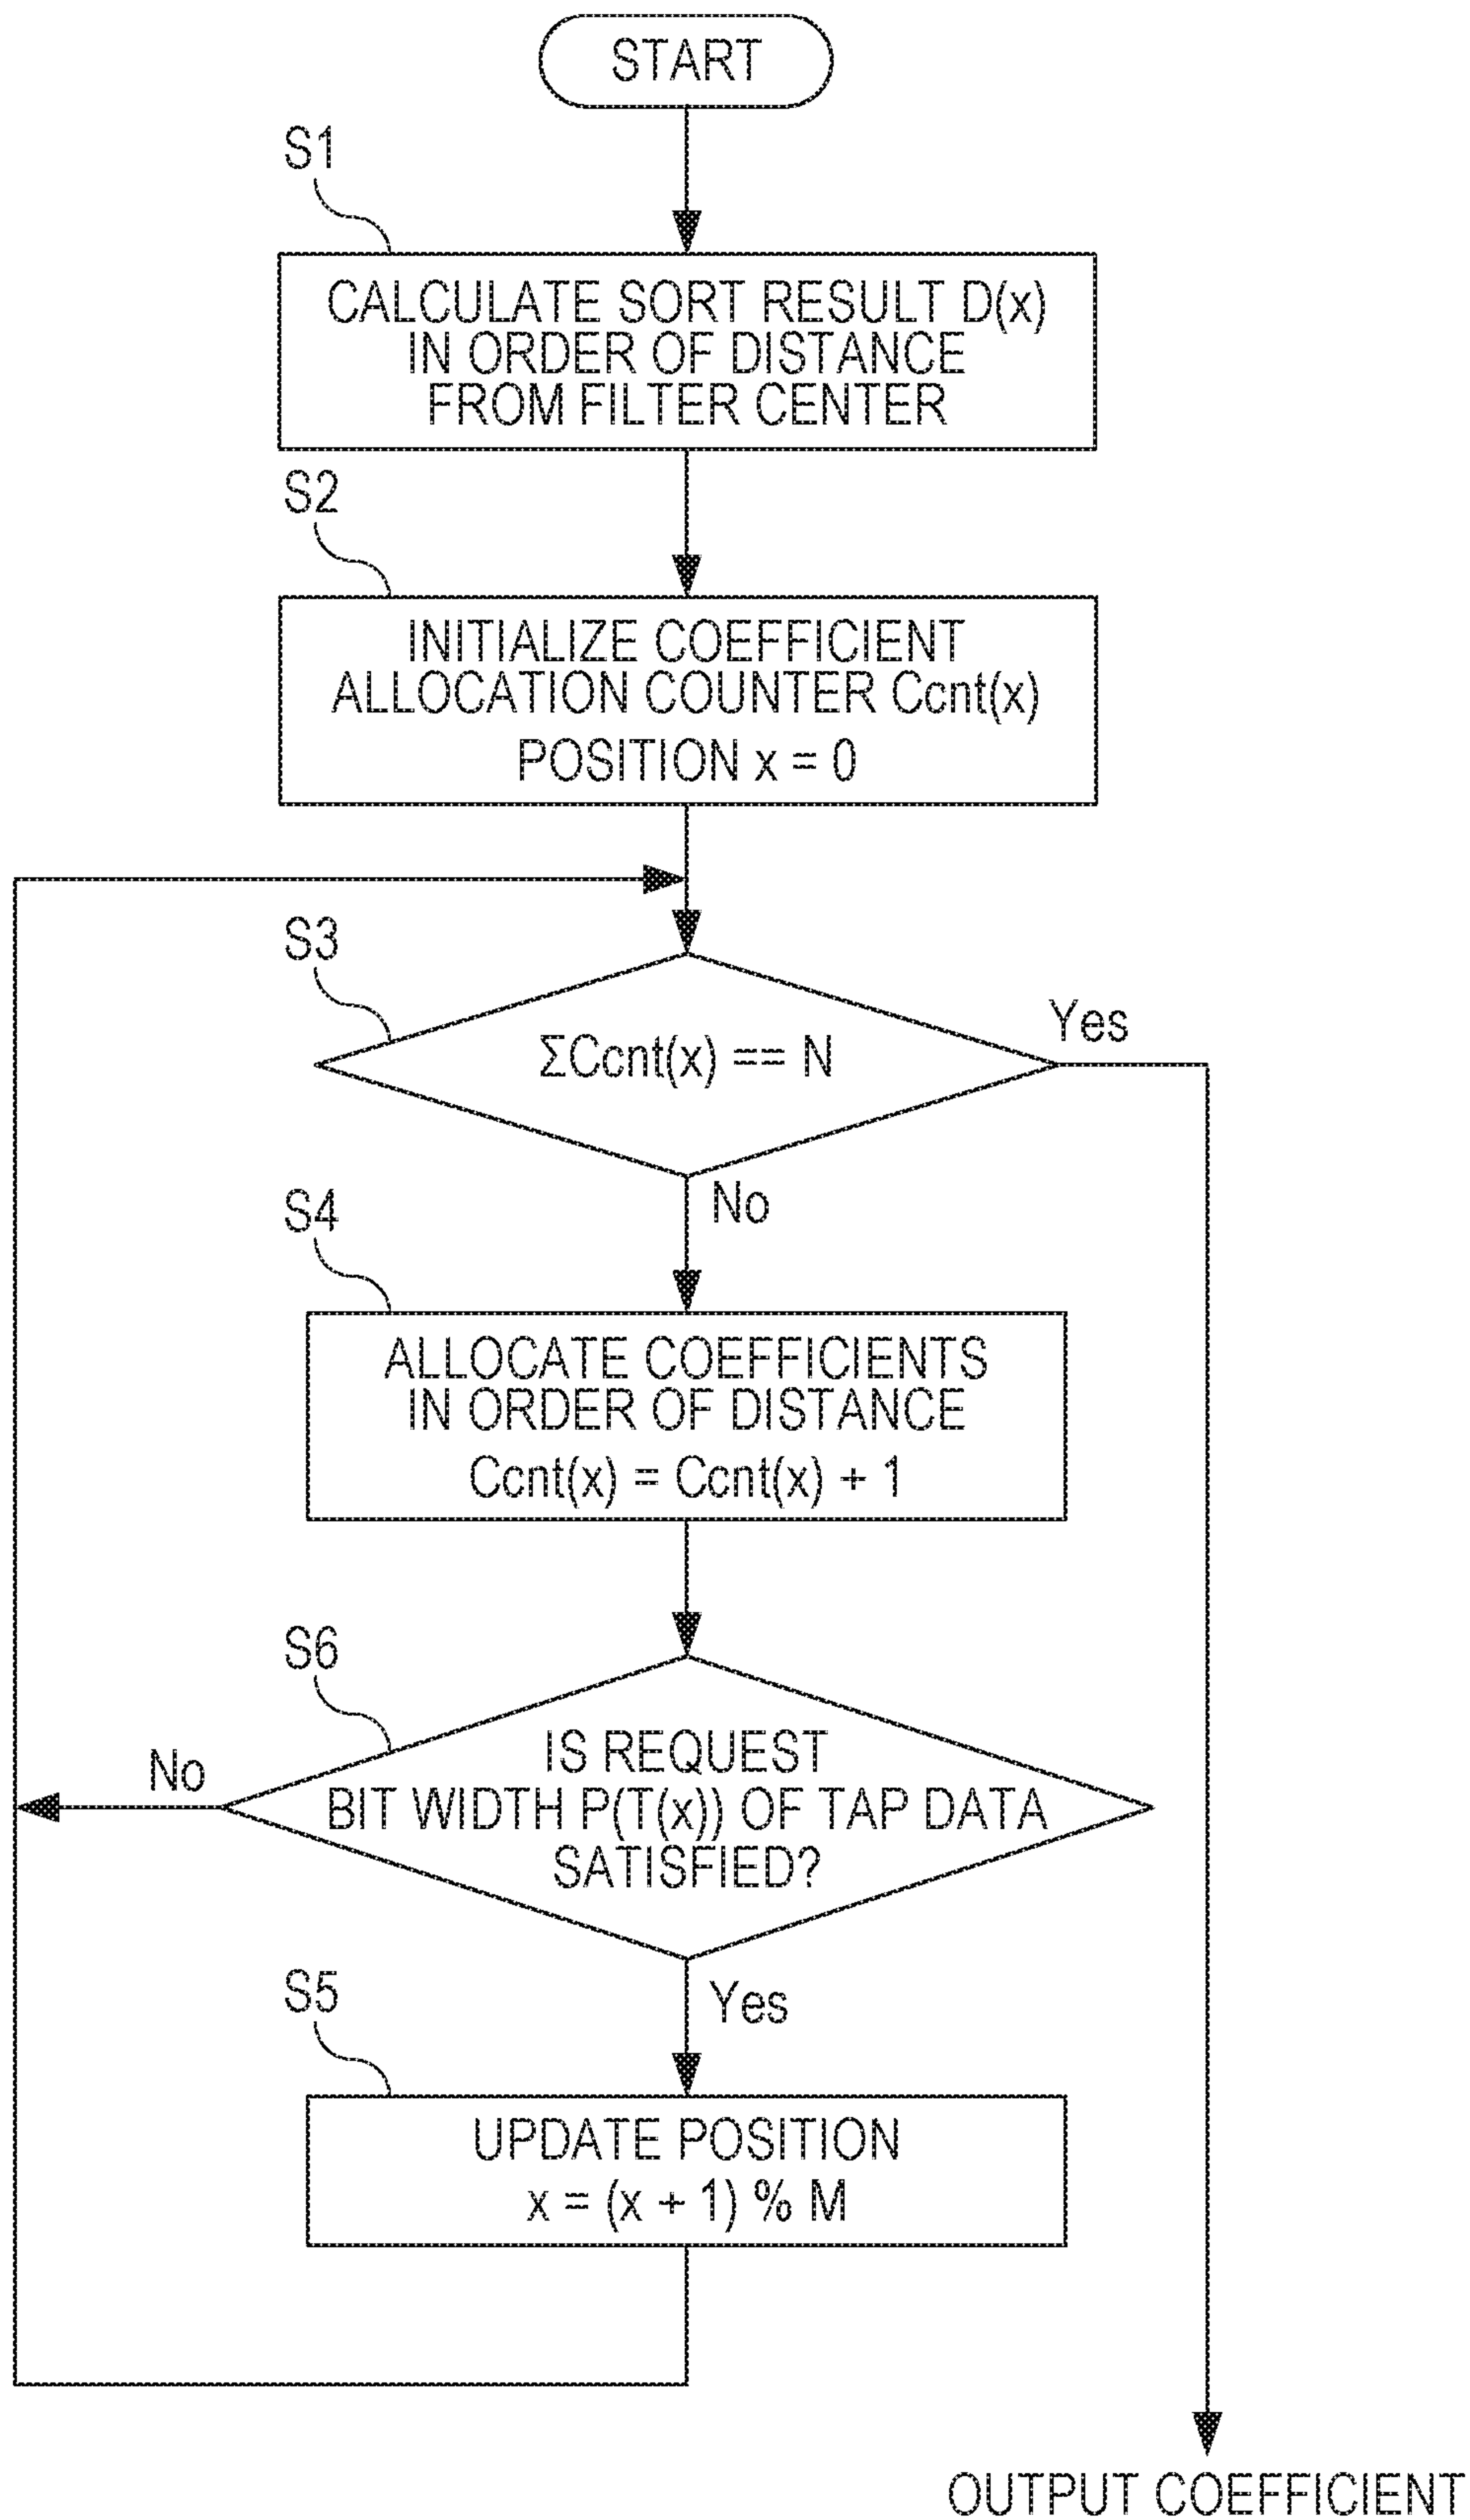 START
S1
CALCULATE SORT RESULT D(x)
IN ORDER OF DISTANCE
FROM FILTER CENTER
S2
INITIALIZE COEFFICIENT
ALLOCATION COUNTER Ccnt(x)
POSITION x = 0
S3
ΣCcnt(x) == N
Yes
No
S4
ALLOCATE COEFFICIENTS
IN ORDER OF DISTANCE
Ccnt(x) = Ccnt(x) + 1
S6
IS REQUEST
BIT WIDTH P(T(x)) OF TAP DATA
SATISFIED?
No
Yes
S5
UPDATE POSITION
x = (x + 1) % M
OUTPUT COEFFICIENT